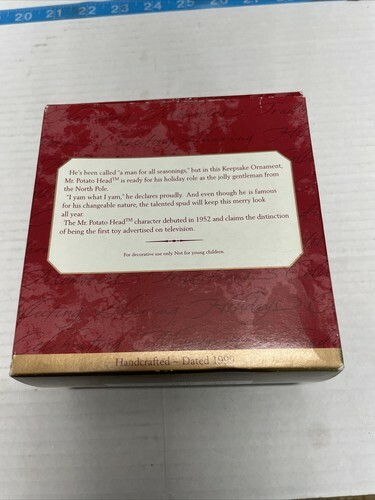 20 21 22 23 24 25 26 27 28 29
He's been called "a man for all seasonings," but in this Keepsake Ornament,
Mr. Potato Head™ is ready for his holiday role as the jolly gentleman from
the North Pole.
"I yam what I yam," he declares proudly. And even though he is famous
for his changeable nature, the talented spud will keep this merry look
all year.
The Mr. Potato Head™ character debuted in 1952 and claims the distinction
of being the first toy advertised on television.
For decorative use only. Not for young children.
Handcrafted ~ Dated 1999